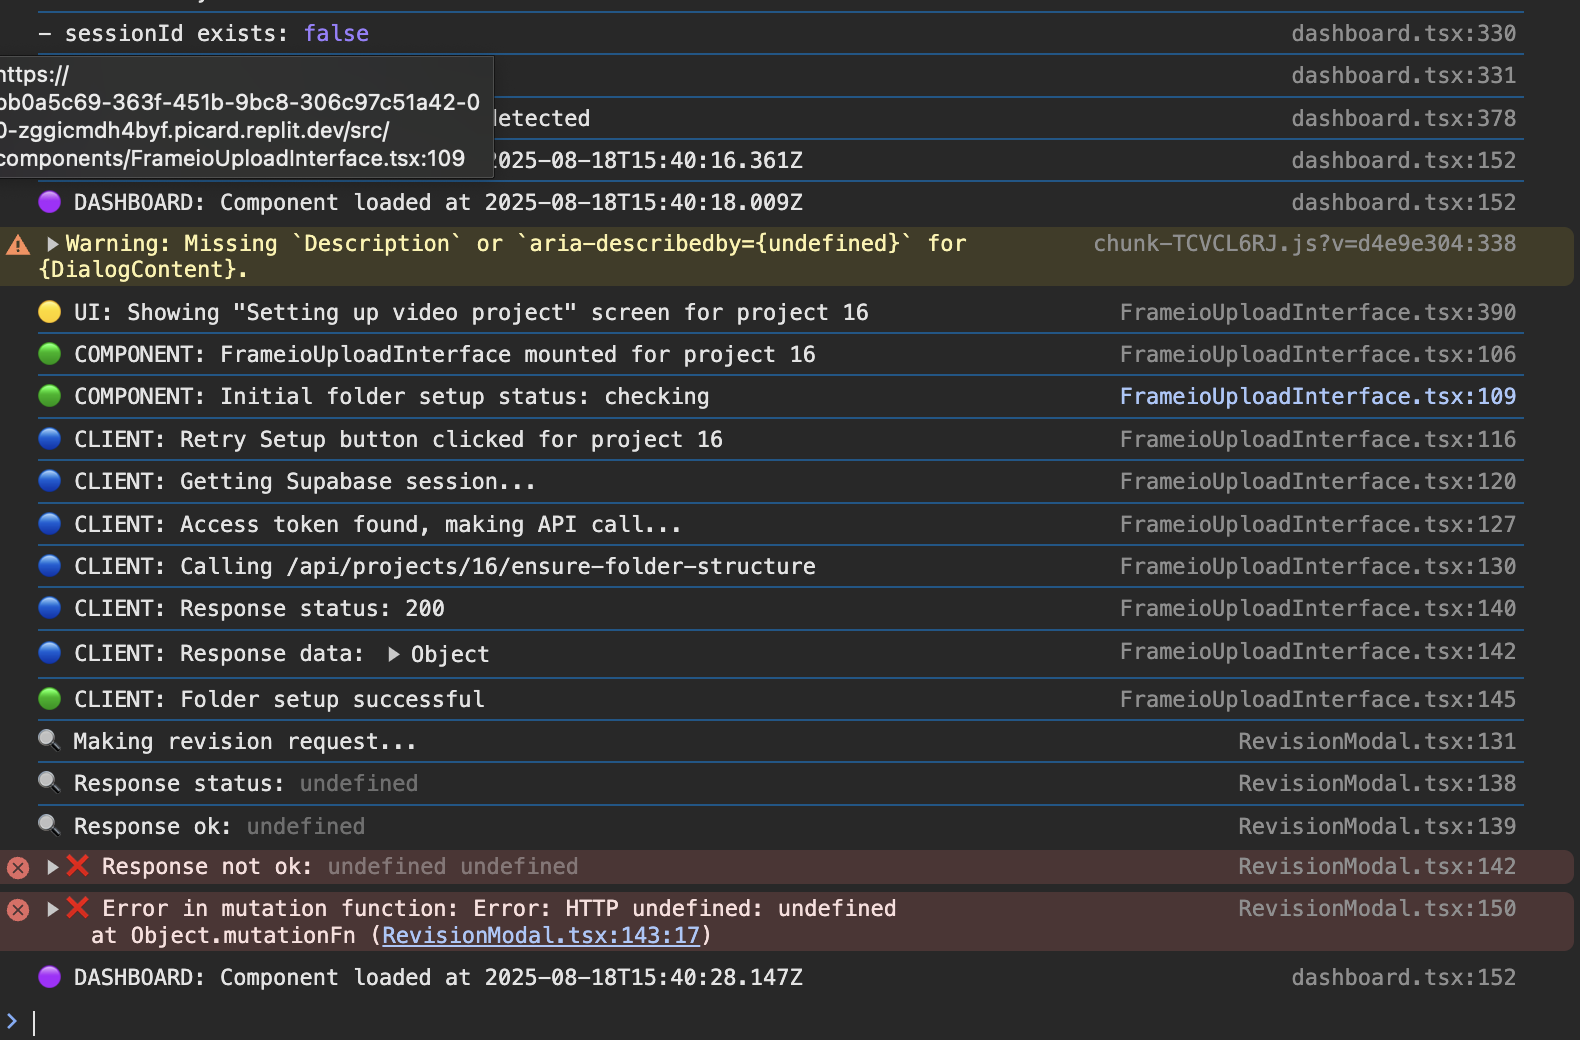 – sessionId exists: false dashboard.tsx:330
dashboard.tsx:331
https://
bb0a5c69-363f-451b-9bc8-306c97c51a42-0
0-zggicmdh4byf.picard.replit.dev/src/
components/FrameioUploadInterface.tsx:109
detected dashboard.tsx:378
2025-08-18T15:40:16.361Z dashboard.tsx:152
🟣 DASHBOARD: Component loaded at 2025-08-18T15:40:18.009Z dashboard.tsx:152
Warning: Missing `Description` or `aria-describedby={undefined}` for chunk-TCVCL6RJ.js?v=d4e9e304:338
{DialogContent}.
🟡 UI: Showing "Setting up video project" screen for project 16 FrameioUploadInterface.tsx:390
🟢 COMPONENT: FrameioUploadInterface mounted for project 16 FrameioUploadInterface.tsx:106
🟢 COMPONENT: Initial folder setup status: checking FrameioUploadInterface.tsx:109
🔵 CLIENT: Retry Setup button clicked for project 16 FrameioUploadInterface.tsx:116
🔵 CLIENT: Getting Supabase session... FrameioUploadInterface.tsx:120
🔵 CLIENT: Access token found, making API call... FrameioUploadInterface.tsx:127
🔵 CLIENT: Calling /api/projects/16/ensure-folder-structure FrameioUploadInterface.tsx:130
🔵 CLIENT: Response status: 200 FrameioUploadInterface.tsx:140
🔵 CLIENT: Response data: ▶ Object FrameioUploadInterface.tsx:142
🟢 CLIENT: Folder setup successful FrameioUploadInterface.tsx:145
🔍 Making revision request... RevisionModal.tsx:131
🔍 Response status: undefined RevisionModal.tsx:138
🔍 Response ok: undefined RevisionModal.tsx:139
▶❌ Response not ok: undefined undefined RevisionModal.tsx:142
▶❌ Error in mutation function: Error: HTTP undefined: undefined RevisionModal.tsx:150
at Object.mutationFn (RevisionModal.tsx:143:17)
🟣 DASHBOARD: Component loaded at 2025-08-18T15:40:28.147Z dashboard.tsx:152